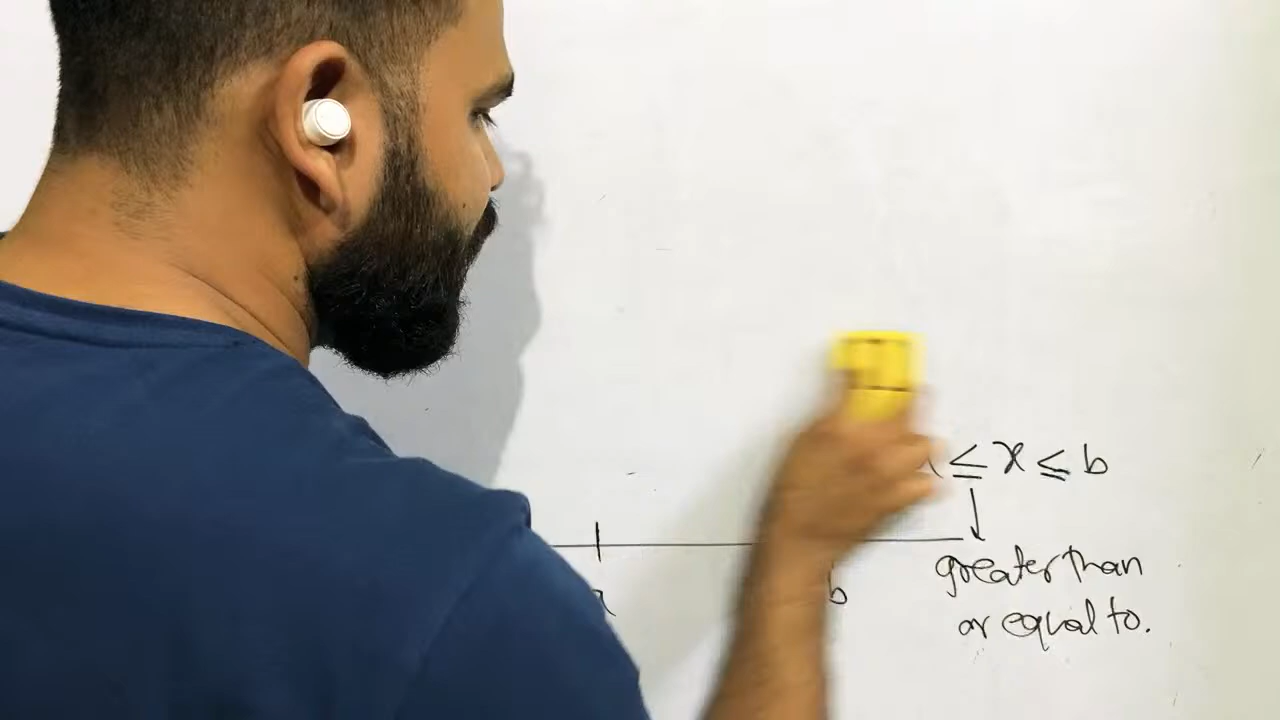 ≤ x ≤ b
greater than
or equal to.
a
b